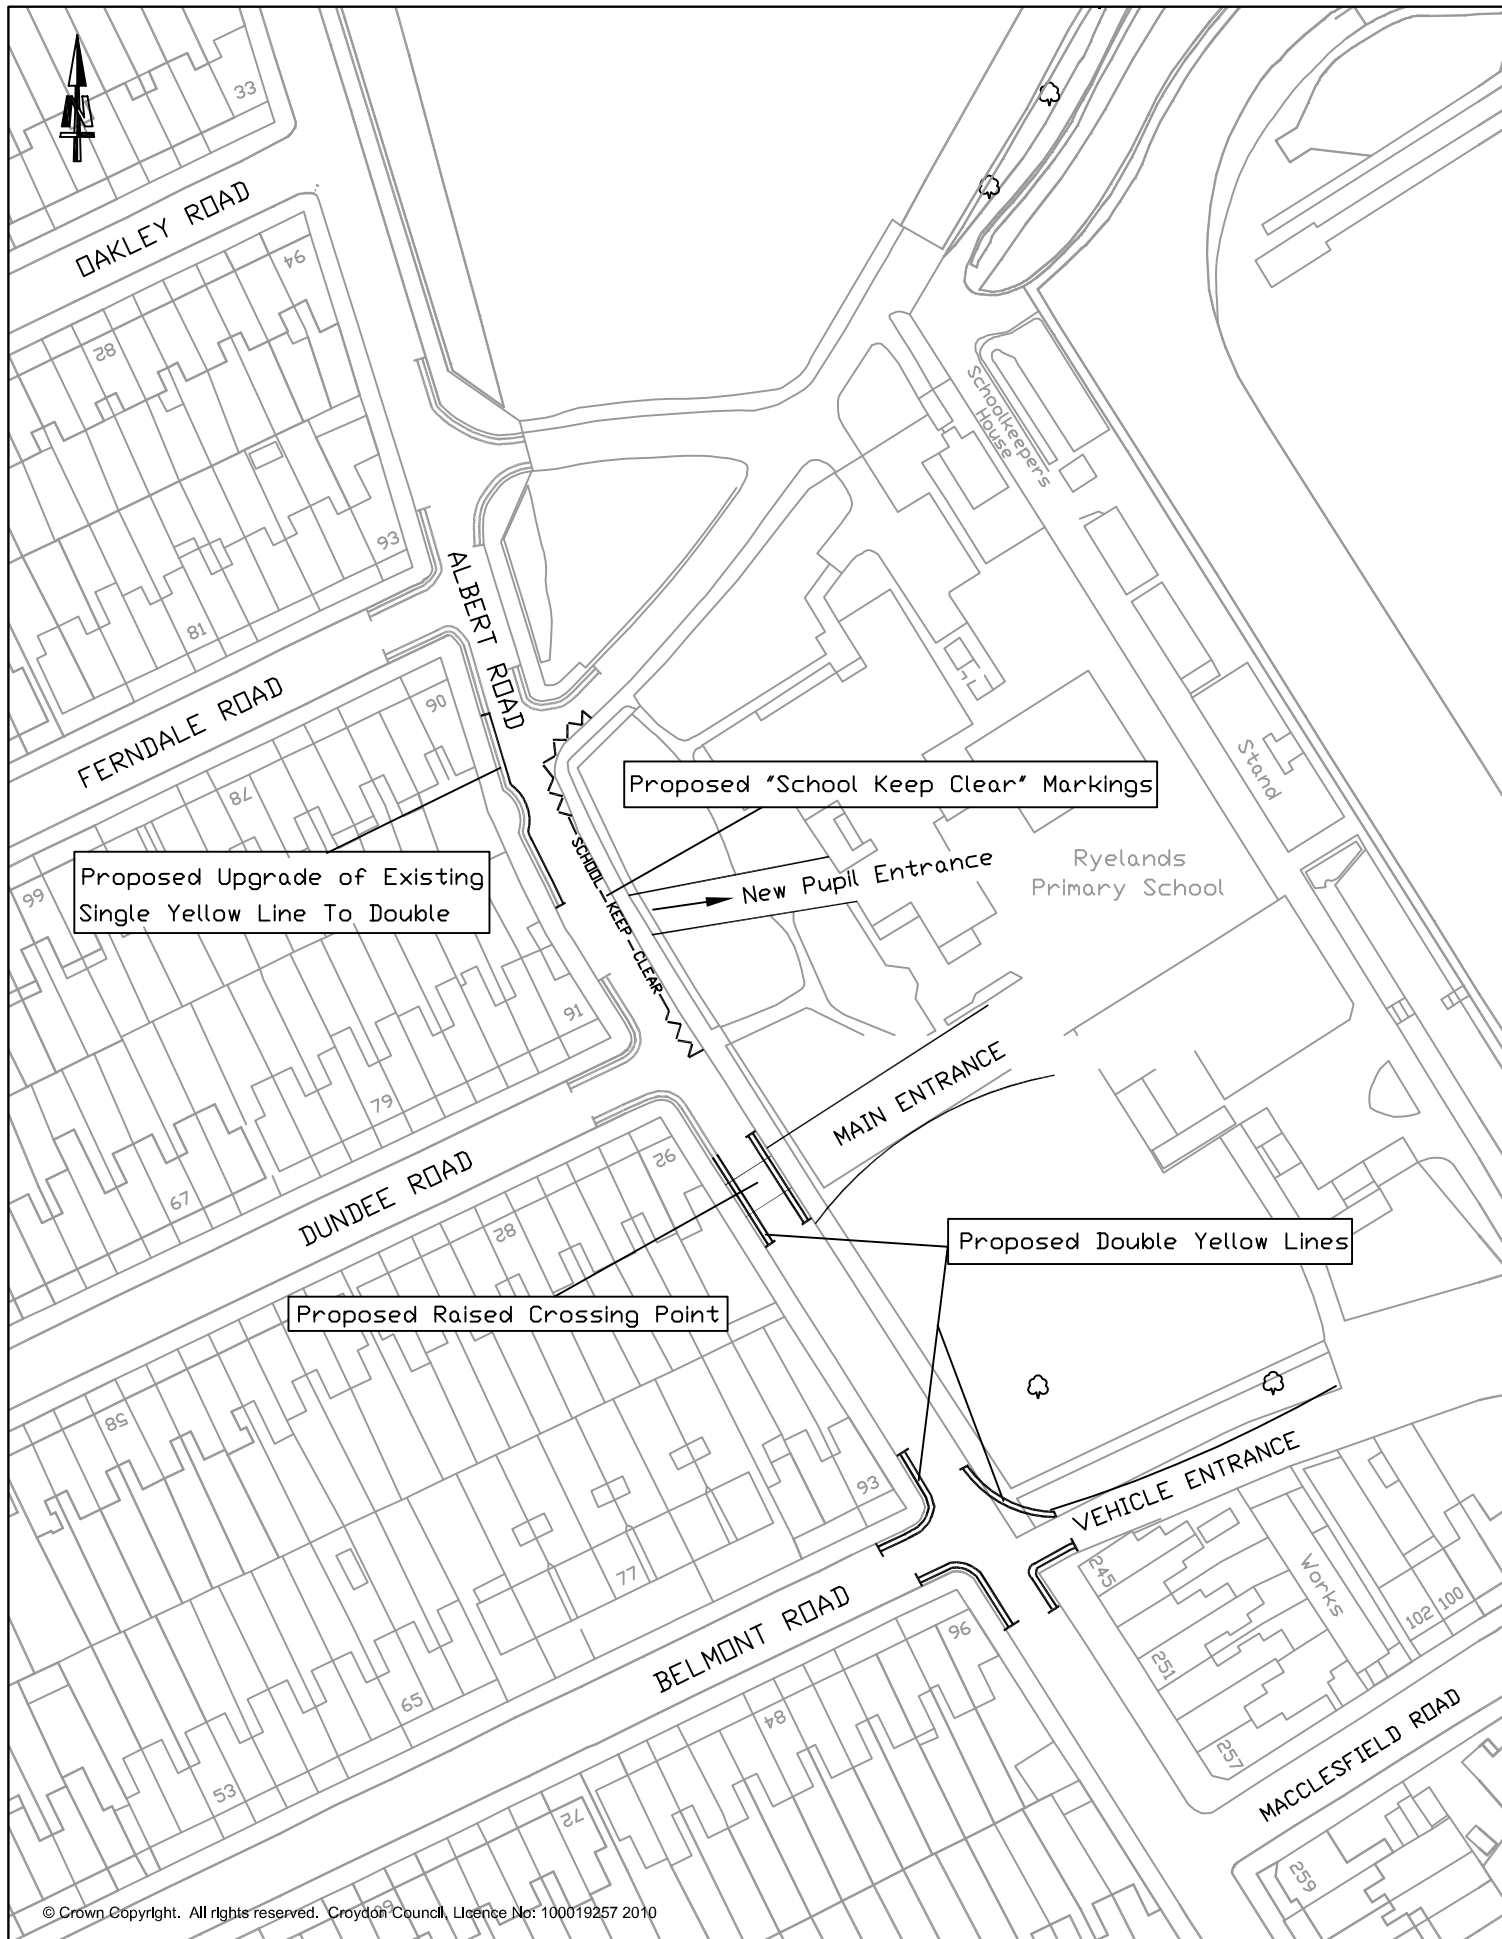 33
N
OAKLEY ROAD
94
82
Schoolkeepers
House
93
ALBERT ROAD
81
FERNDALE ROAD
90
78
Stand
Proposed "School Keep Clear" Markings
Proposed Upgrade of Existing
Single Yellow Line To Double
99
SCHOOL KEEP CLEAR
New Pupil Entrance
Ryelands
Primary School
91
79
67
MAIN ENTRANCE
DUNDEE ROAD
92
82
Proposed Double Yellow Lines
Proposed Raised Crossing Point
58
93
VEHICLE ENTRANCE
77
245
Works
102 100
BELMONT ROAD
96
251
65
84
257
MACCLESFIELD ROAD
53
72
259
© Crown Copyright. All rights reserved. Croydon Council, Licence No: 100019257 2010